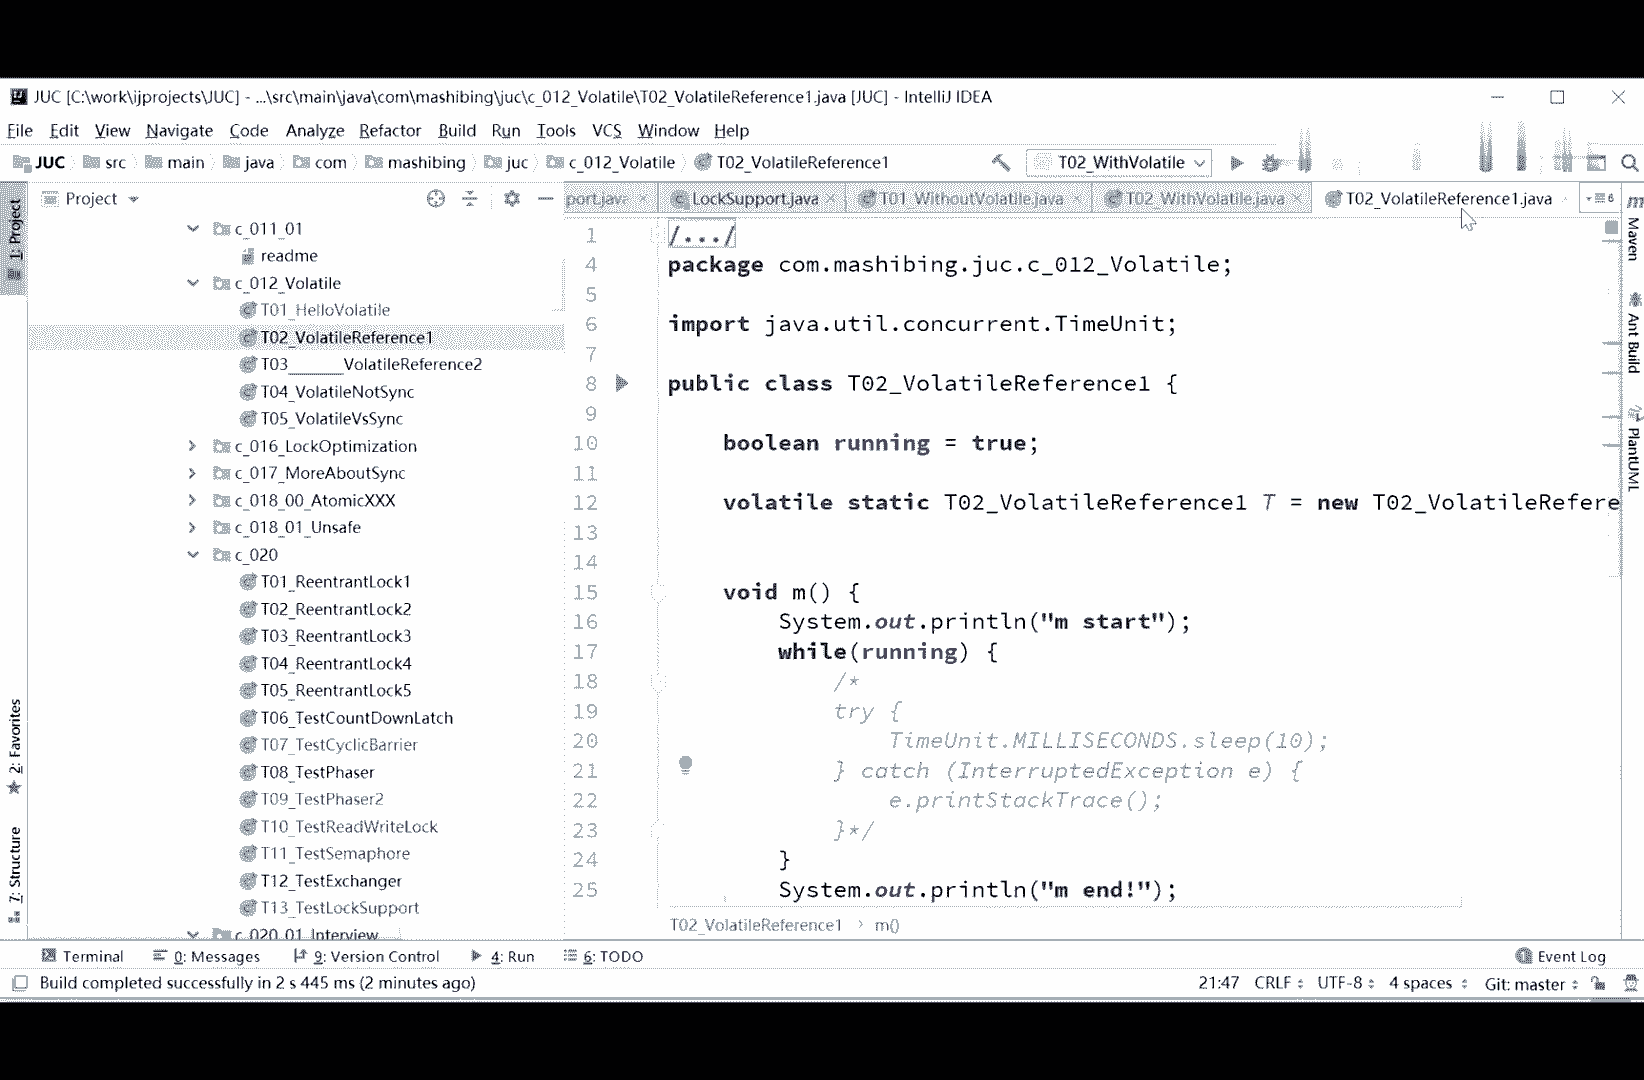 JUC [C:\work\ijprojects\JUC] - ...\src\main\java\com\mashibing\juc\c_012_Volatile\T02_VolatileReference1.java [JUC] - IntelliJ IDEA
File Edit View Navigate Code Analyze Refactor Build Run Tools VCS Window Help
JUC src main java com mashibing juc c_012_Volatile T02_VolatileReference1 T02_WithVolatile
Project
port.java LockSupport.java T01_WithoutVolatile.java T02_WithVolatile.java T02_VolatileReference1.java 6
1: Project
2: Favorites
7: Structure
c_011_01
readme
c_012_Volatile
T01_HelloVolatile
T02_VolatileReference1
T03______VolatileReference2
T04_VolatileNotSync
T05_VolatileVsSync
c_016_LockOptimization
c_017_MoreAboutSync
c_018_00_AtomicXXX
c_018_01_Unsafe
c_020
T01_ReentrantLock1
T02_ReentrantLock2
T03_ReentrantLock3
T04_ReentrantLock4
T05_ReentrantLock5
T06_TestCountDownLatch
T07_TestCyclicBarrier
T08_TestPhaser
T09_TestPhaser2
T10_TestReadWriteLock
T11_TestSemaphore
T12_TestExchanger
T13_TestLockSupport
c_020_01_Interview
1 /.../
4 package com.mashibing.juc.c_012_Volatile;
5
6 import java.util.concurrent.TimeUnit;
7
8 public class T02_VolatileReference1 {
9
10 boolean running = true;
11
12 volatile static T02_VolatileReference1 T = new T02_VolatileRefere
13
14
15 void m() {
16 System.out.println("m start");
17 while(running) {
18 /*
19 try {
20 TimeUnit.MILLISECONDS.sleep(10);
21 } catch (InterruptedException e) {
22 e.printStackTrace();
23 }*/
24 }
25 System.out.println("m end!");
T02_VolatileReference1 › m()
Maven
Ant Build
PlantUML
Terminal 0: Messages 9: Version Control 4: Run 6: TODO Event Log
Build completed successfully in 2 s 445 ms (2 minutes ago) 21:47 CRLF UTF-8 4 spaces Git: master